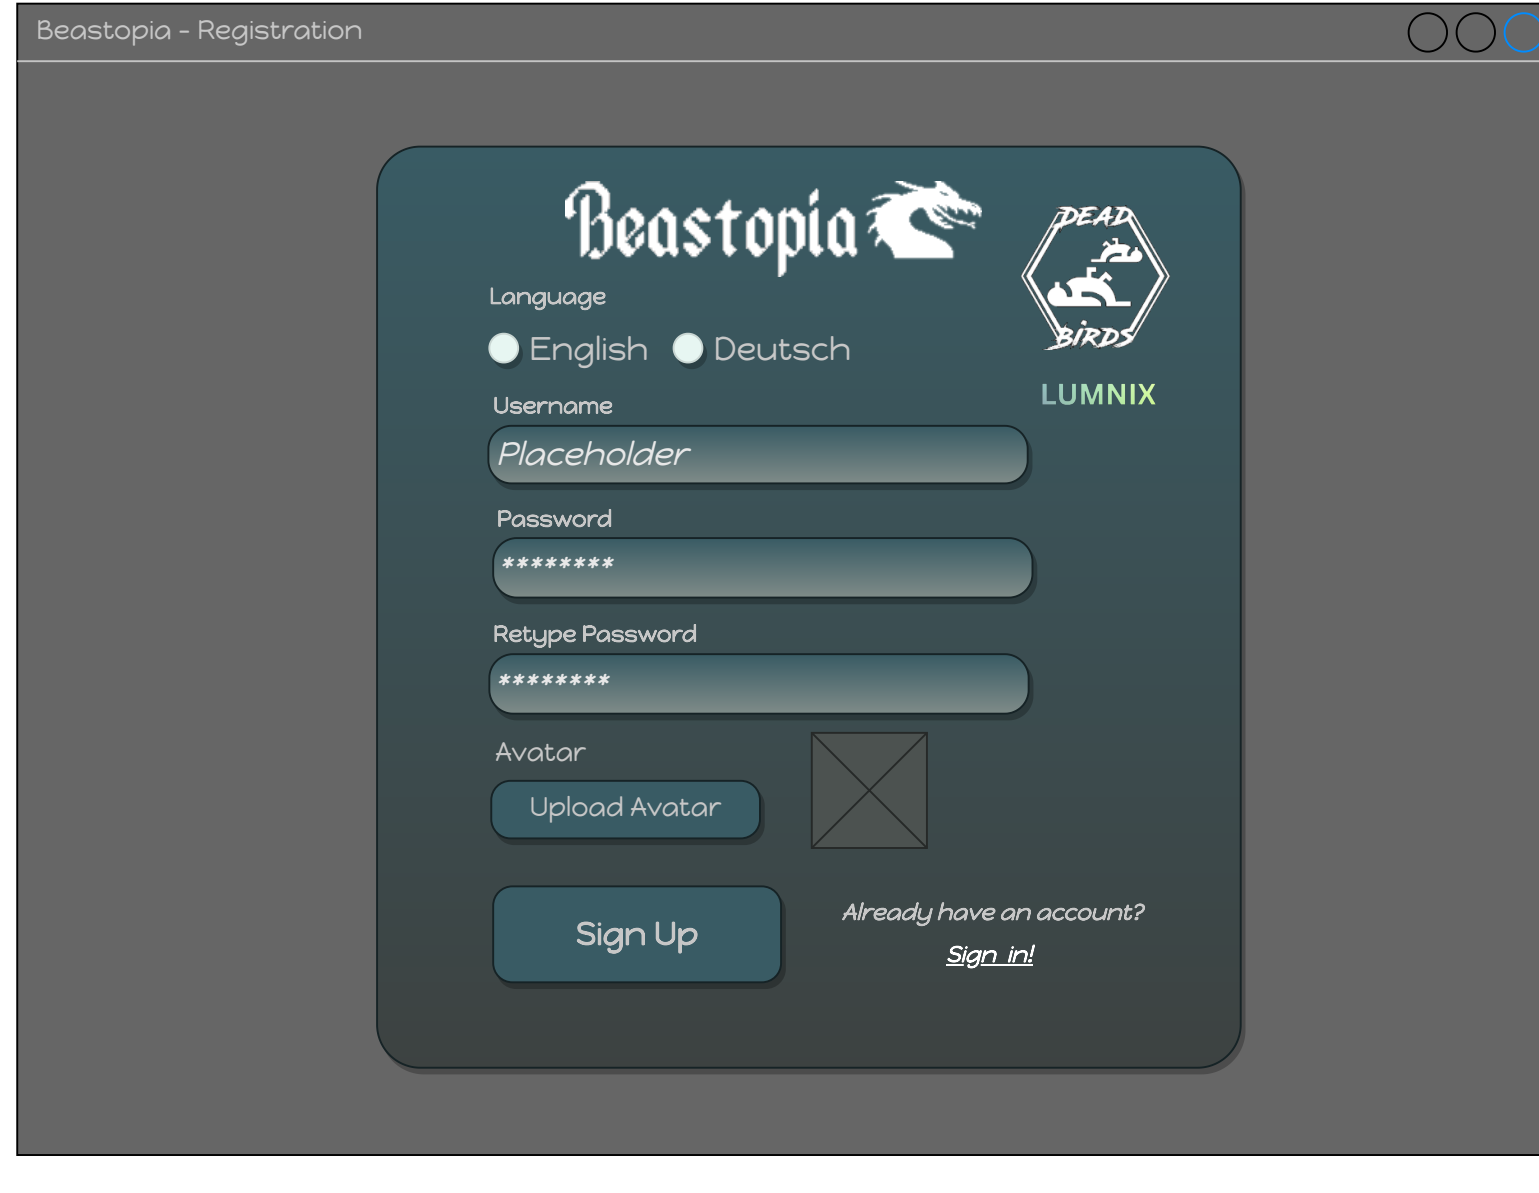 Beastopia - Registration
Beastopia
DEAD
BIRDS
Language
English Deutsch
LUMNIX
Username
Placeholder
Password
********
Retype Password
********
Avatar
Upload Avatar
Sign Up
Already have an account?
Sign in!